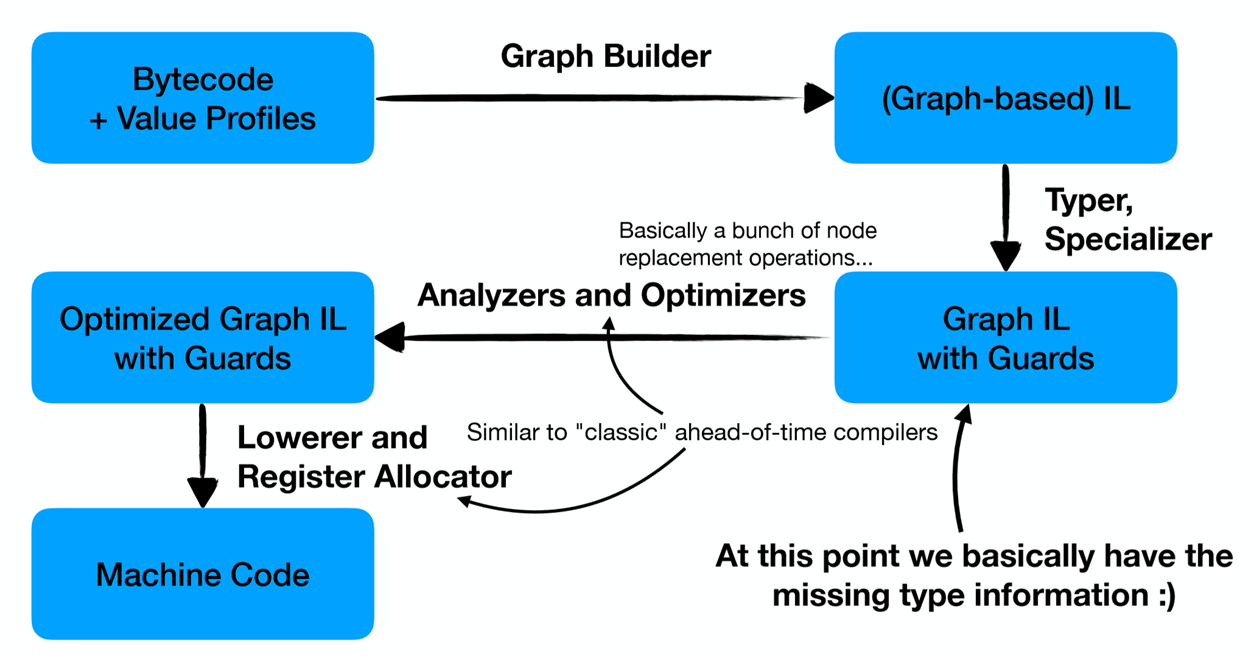 Bytecode
+ Value Profiles
Graph Builder
(Graph-based) IL
Typer,
Specializer
Basically a bunch of node
replacement operations...
Analyzers and Optimizers
Optimized Graph IL
with Guards
Graph IL
with Guards
Lowerer and
Register Allocator
Similar to "classic" ahead-of-time compilers
Machine Code
At this point we basically have the
missing type information :)